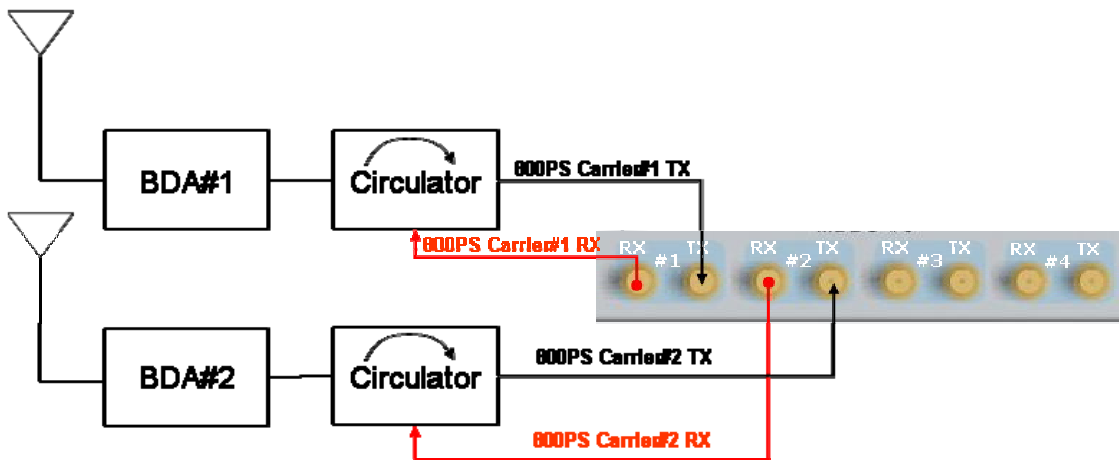 BDA#1
Circulator
800PS Carrier#1 TX
800PS Carrier#1 RX
RX #1 TX
RX #2 TX
RX #3 TX
RX #4 TX
BDA#2
Circulator
800PS Carrier#2 TX
800PS Carrier#2 RX